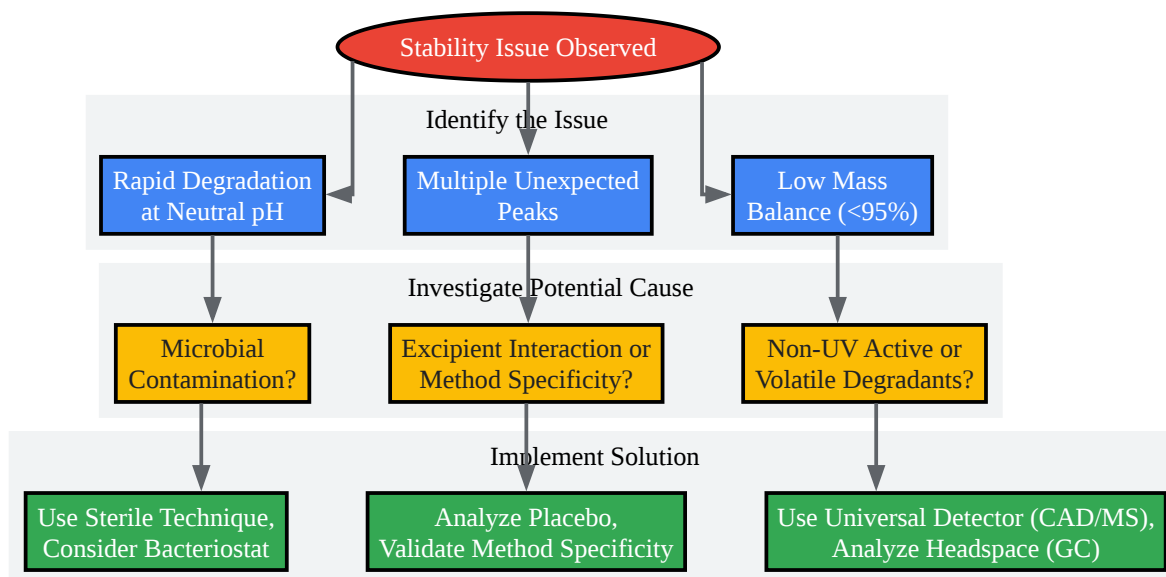 Stability Issue Observed
Identify the Issue
Rapid Degradation
at Neutral pH
Multiple Unexpected
Peaks
Low Mass
Balance (<95%)
Investigate Potential Cause
Microbial
Contamination?
Excipient Interaction or
Method Specificity?
Non-UV Active or
Volatile Degradants?
Implement Solution
Use Sterile Technique,
Consider Bacteriostat
Analyze Placebo,
Validate Method Specificity
Use Universal Detector (CAD/MS),
Analyze Headspace (GC)